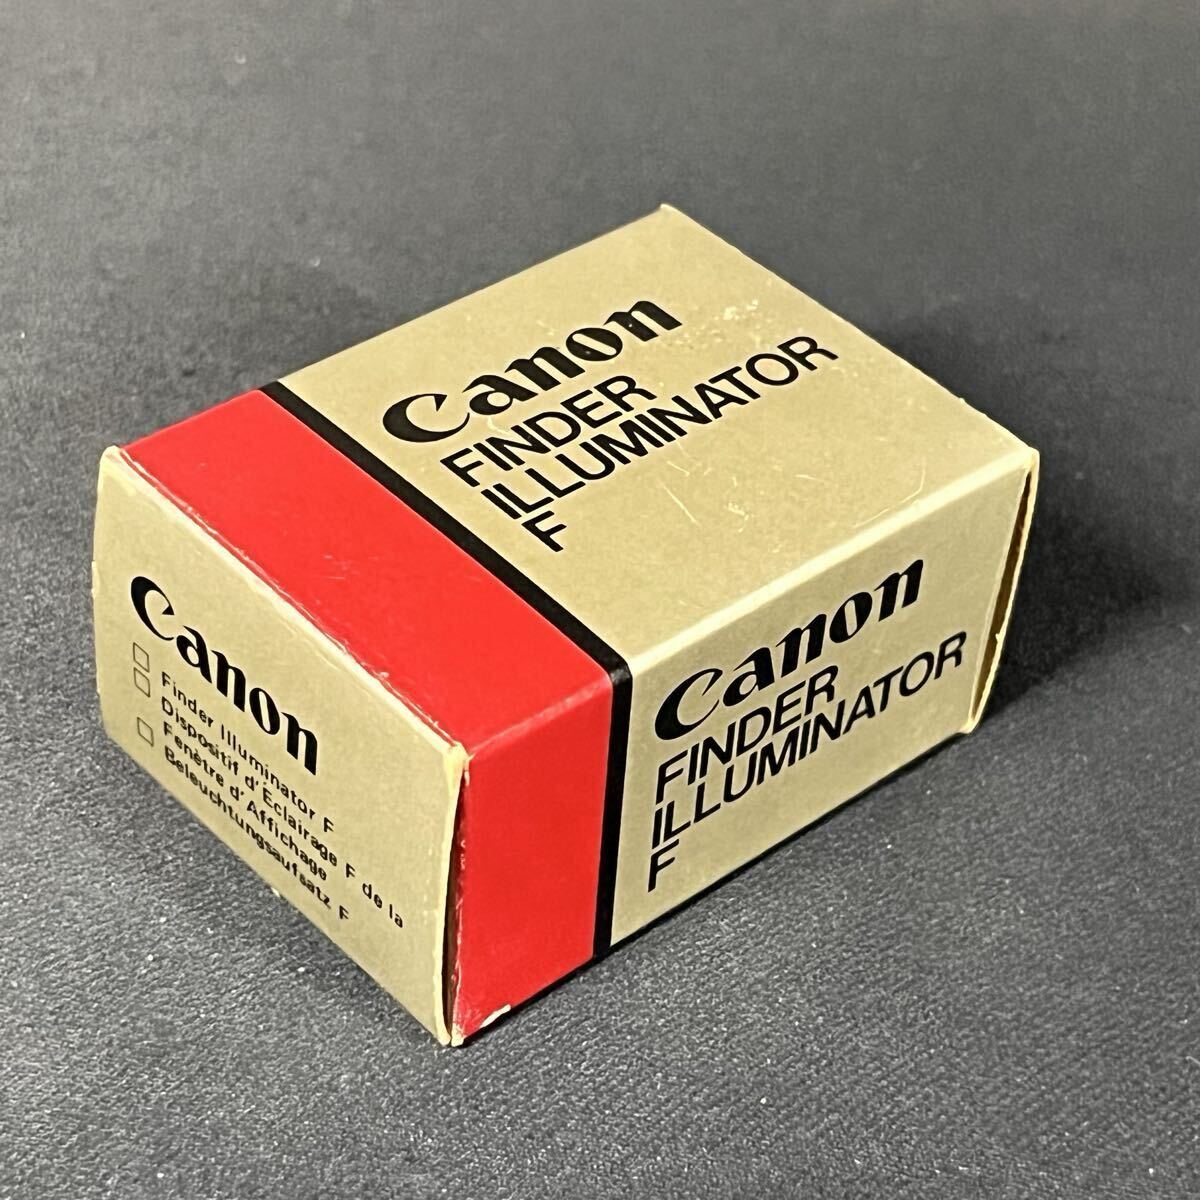 Canon
FINDER
ILLUMINATOR
F
Canon
FINDER
ILLUMINATOR
F
Canon
□ Finder Illuminator F
□ Dispositif d'Eclairage F de la
Fenêtre d'Affichage
□ Beleuchtungsaufsatz F